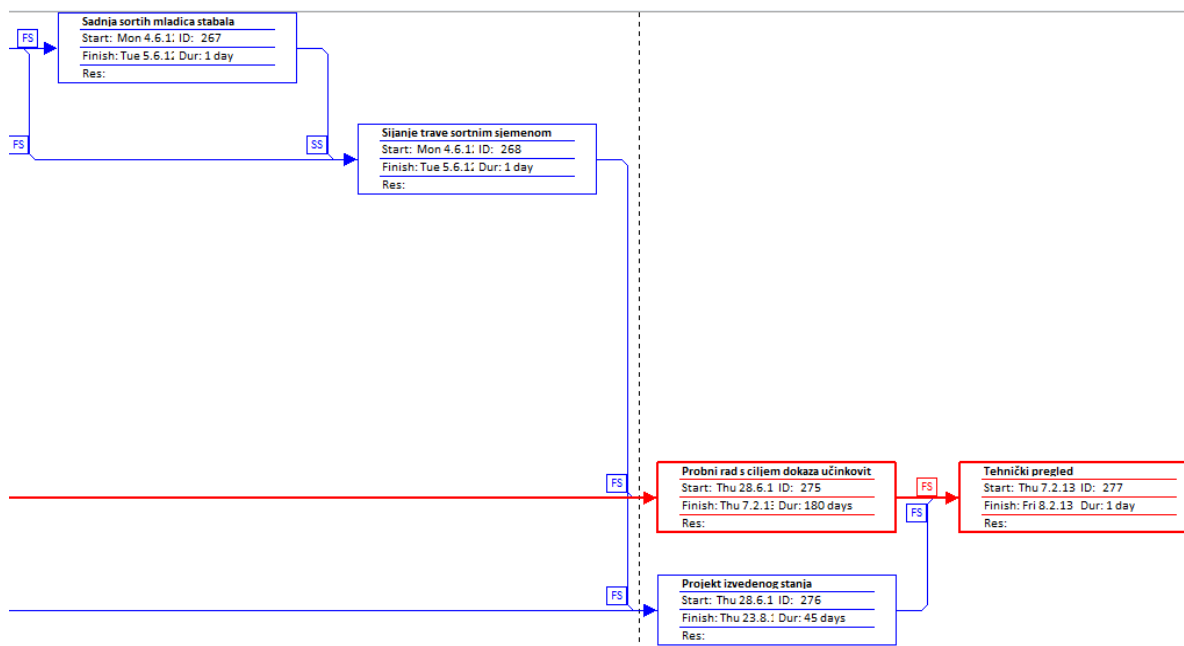 Sadnja sortih mladica stabala
FS
Start: Mon 4.6.1: ID: 267
Finish: Tue 5.6.12 Dur: 1 day
Res:
FS
SS
Sijanje trave sortnim sjemenom
Start: Mon 4.6.1: ID: 268
Finish: Tue 5.6.12 Dur: 1 day
Res:
Probni rad s ciljem dokaza učinkovit
Start: Thu 28.6.1 ID: 275
Finish: Thu 7.2.13 Dur: 180 days
Res:
FS
FS
FS
Tehnički pregled
Start: Thu 7.2.13 ID: 277
Finish: Fri 8.2.13 Dur: 1 day
Res:
Projekt izvedenog stanja
FS
Start: Thu 28.6.1 ID: 276
Finish: Thu 23.8.1 Dur: 45 days
Res: